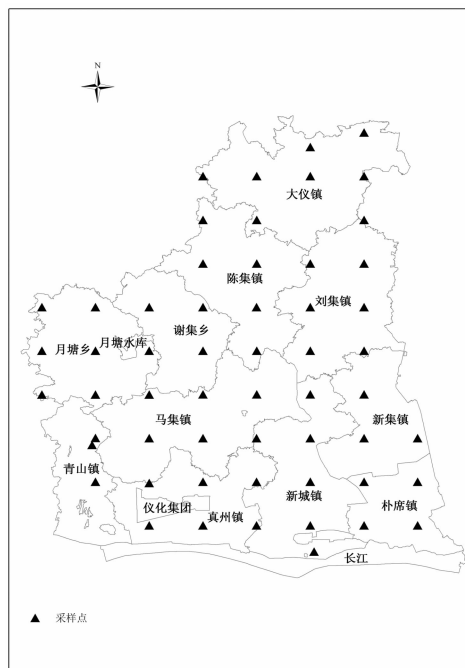 N
大仪镇
陈集镇
刘集镇
谢集乡
月塘水库
月塘乡
马集镇
新集镇
青山镇
新城镇
仪化集团
朴席镇
真州镇
长江
采样点